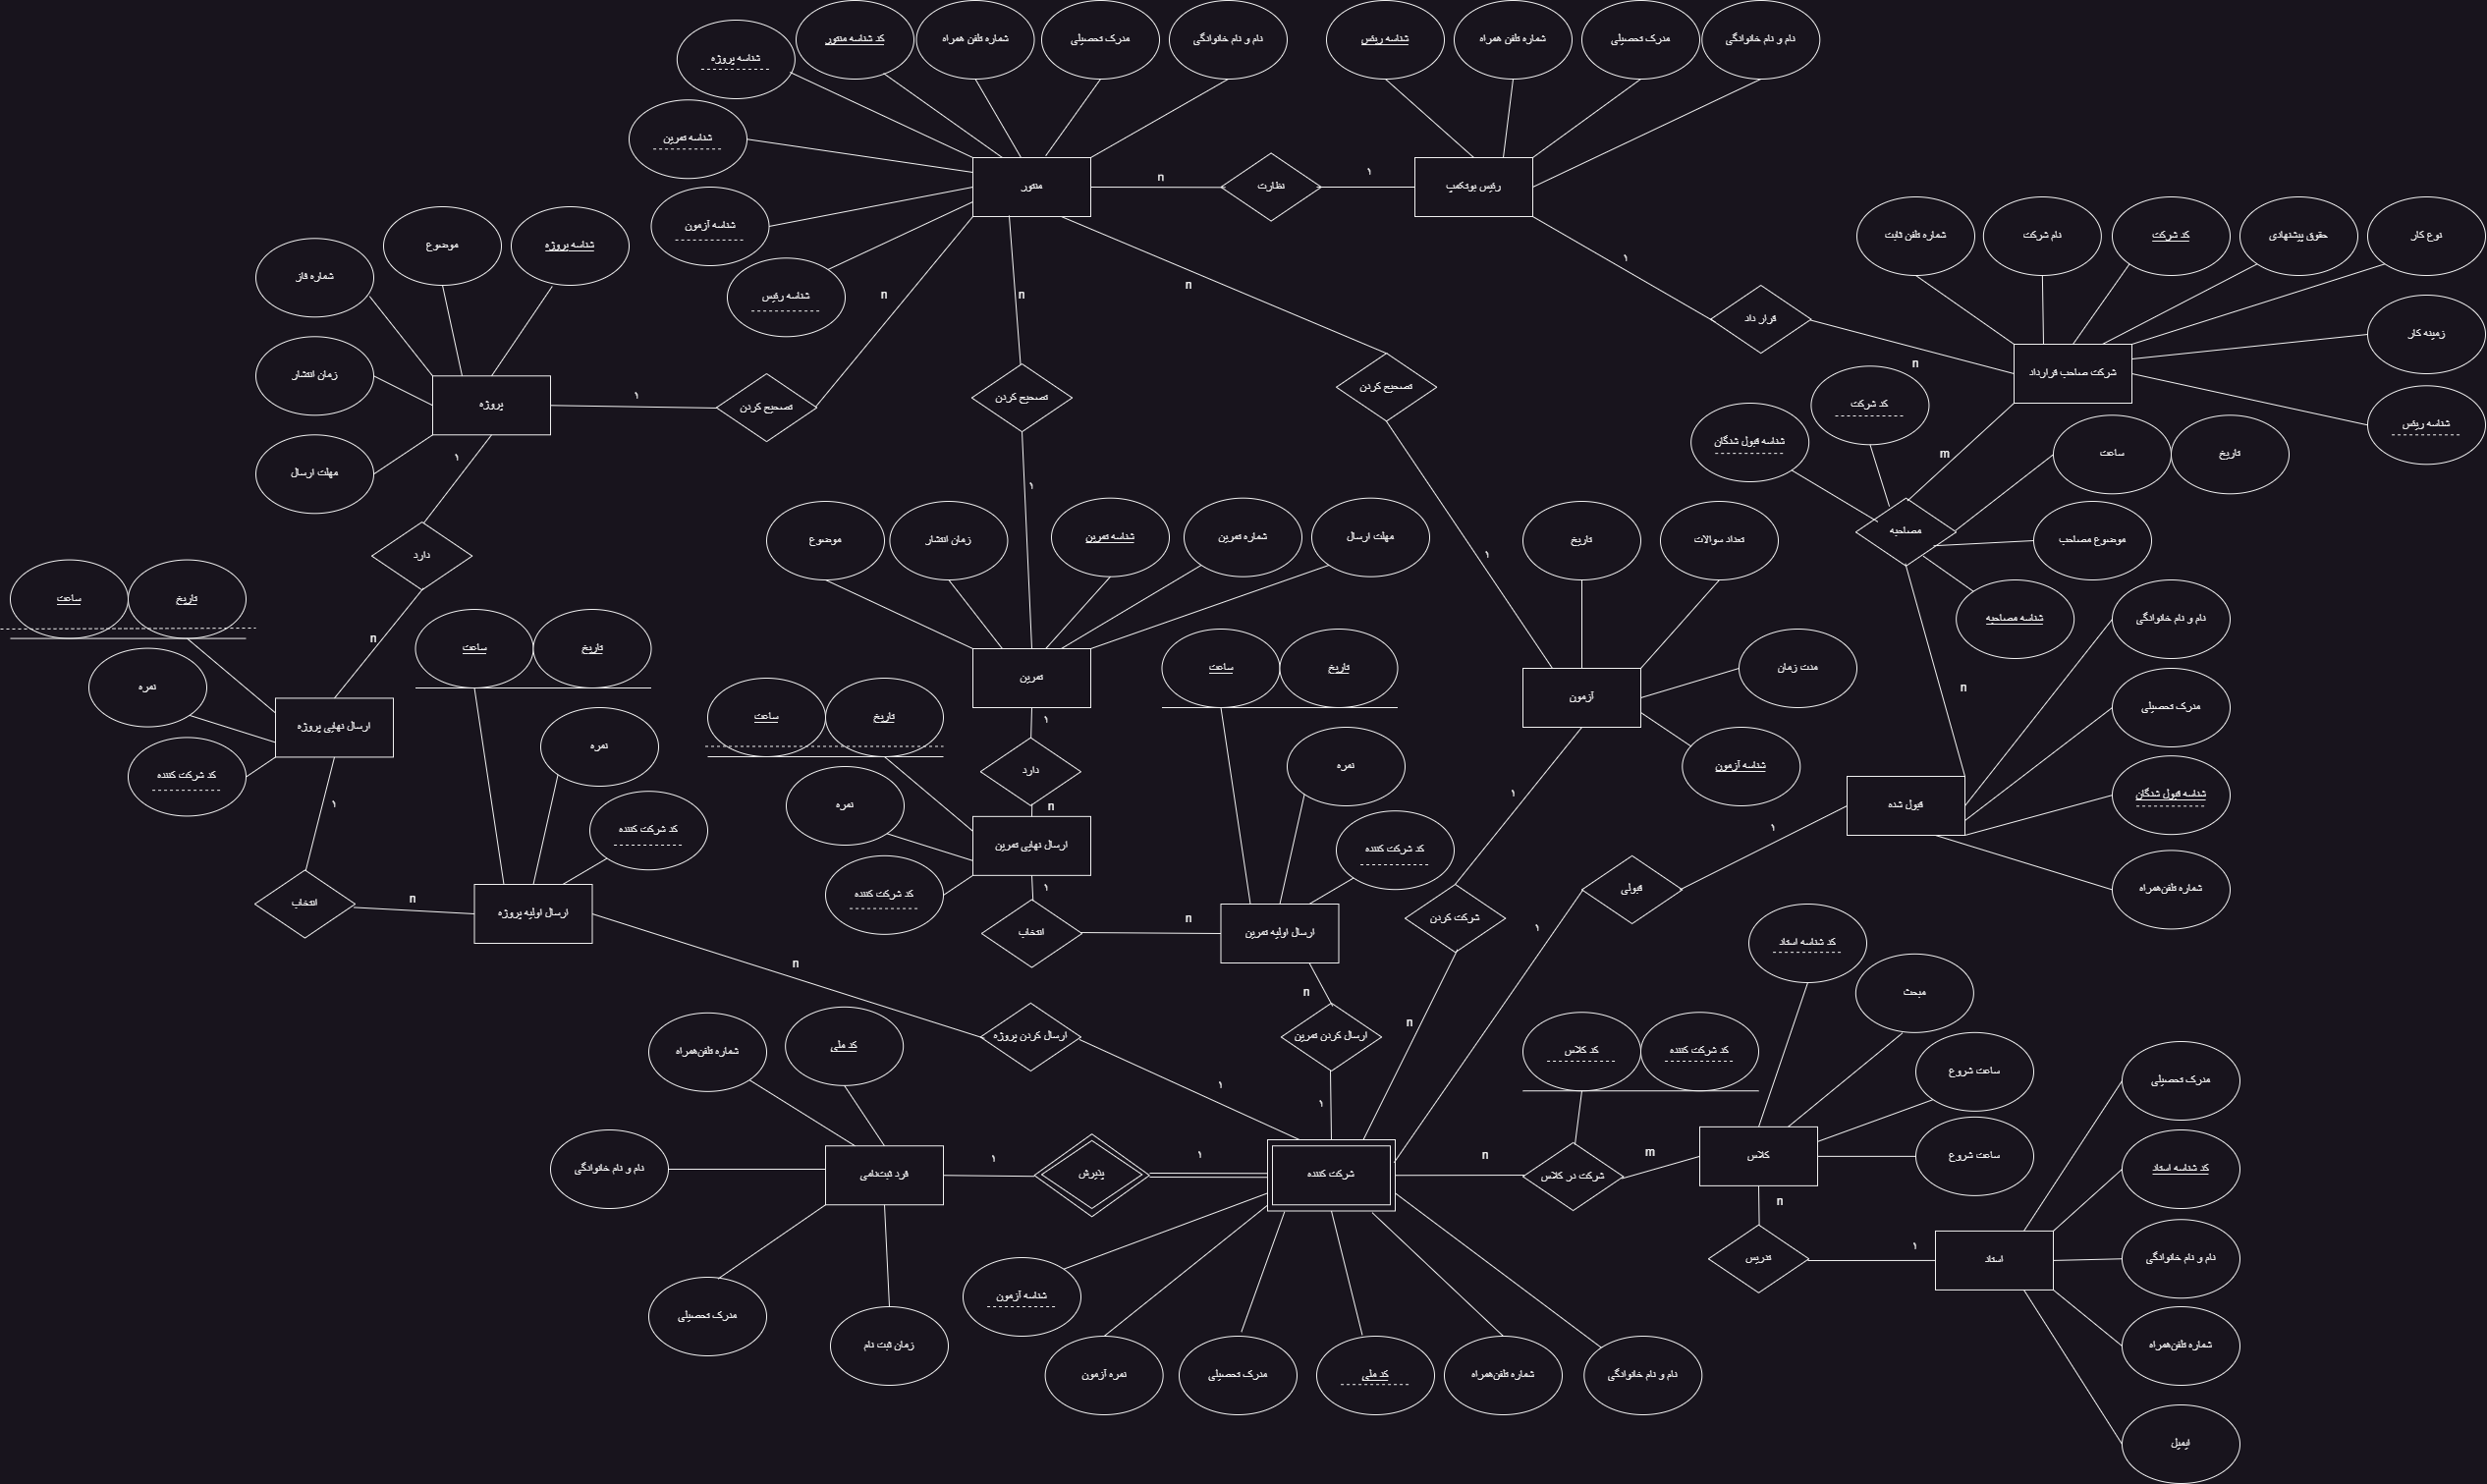 نام و نام خانوادگی
مدرک تحصیلی
شماره تلفن همراه
شناسه رییس
نام و نام خانوادگی
مدرک تحصیلی
شماره تلفن همراه
کد شناسه منتور
شناسه پروژه
شناسه تمرین
شناسه آزمون
شناسه رئیس
منتور
n
نظارت
۱
رئیس بوتکمپ
۱
قرار داد
n
نوع کار
حقوق پیشنهادی
کد شرکت
نام شرکت
شماره تلفن ثابت
زمینه کار
شناسه رییس
شرکت صاحب قرارداد
شناسه پروژه
موضوع
شماره فاز
زمان انتشار
مهلت ارسال
پروژه
۱
تصحیح کردن
n
تصحیح کردن
n
۱
تصحیح کردن
n
۱
کد شرکت
شناسه قبول شدگان
m
ساعت
تاریخ
مصاحبه
موضوع مصاحب
شناسه مصاحبه
n
۱
دارد
n
مهلت ارسال
شماره تمرین
شناسه تمرین
زمان انتشار
موضوع
تمرین
تعداد سوالات
تاریخ
مدت زمان
شناسه آزمون
آزمون
نام و نام خانوادگی
مدرک تحصیلی
شناسه قبول شدگان
شماره تلفن‌همراه
قبول شده
تاریخ
ساعت
نمره
کد شرکت کننده
ارسال نهایی پروژه
۱
انتخاب
n
تاریخ
ساعت
نمره
کد شرکت کننده
ارسال اولیه پروژه
n
تاریخ
ساعت
نمره
کد شرکت کننده
۱
دارد
n
ارسال نهایی تمرین
۱
انتخاب
n
تاریخ
ساعت
نمره
کد شرکت کننده
ارسال اولیه تمرین
n
۱
شرکت کردن
n
۱
قبولی
۱
ارسال کردن پروژه
۱
ارسال کردن تمرین
۱
کد ملی
شماره تلفن‌همراه
نام و نام خانوادگی
مدرک تحصیلی
زمان ثبت نام
فرد ثبت‌نامی
۱
پذیرش
۱
شرکت کننده
شناسه آزمون
نمره آزمون
مدرک تحصیلی
کد ملی
شماره تلفن‌همراه
نام و نام خانوادگی
n
شرکت در کلاس
m
کد شرکت کننده
کد کلاس
کد شناسه استاد
مبحث
ساعت شروع
ساعت شروع
کلاس
n
تدریس
۱
استاد
مدرک تحصیلی
کد شناسه استاد
نام و نام خانوادگی
شماره تلفن‌همراه
ایمیل